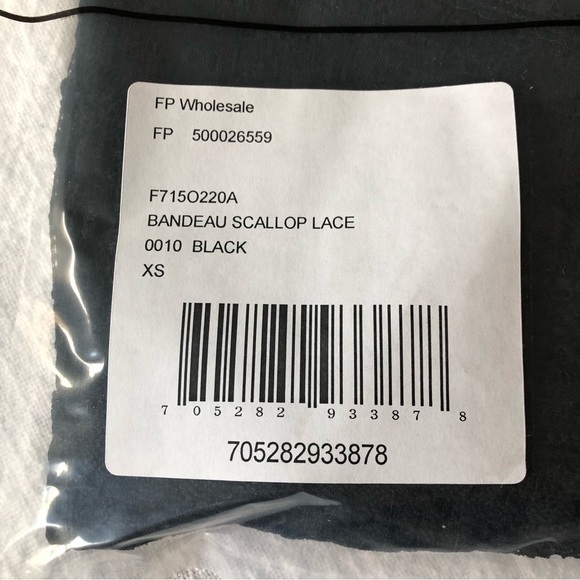 FP Wholesale
FP 500026559
F715O220A
BANDEAU SCALLOP LACE
0010 BLACK
XS
7 05282 93387 8
705282933878